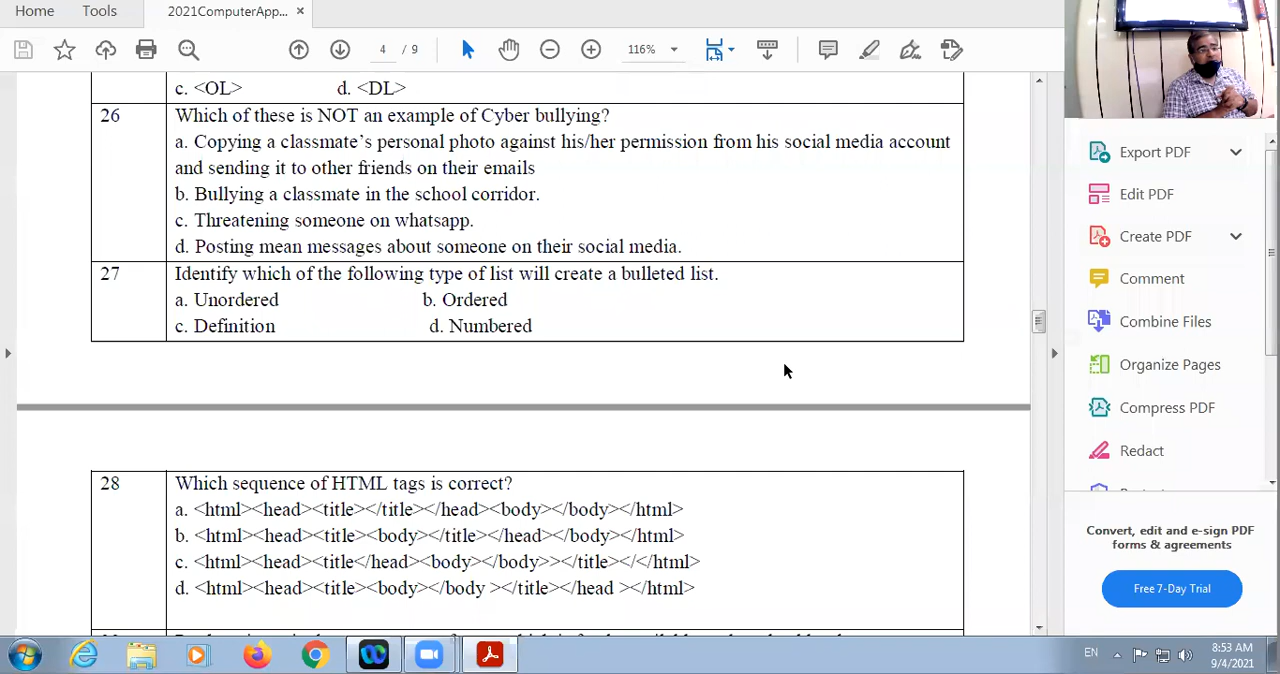 Home Tools 2021ComputerApp... ×
4 / 9 116%
c. <OL> d. <DL>
26 Which of these is NOT an example of Cyber bullying?
a. Copying a classmate's personal photo against his/her permission from his social media account
and sending it to other friends on their emails
b. Bullying a classmate in the school corridor.
c. Threatening someone on whatsapp.
d. Posting mean messages about someone on their social media.
27 Identify which of the following type of list will create a bulleted list.
a. Unordered b. Ordered
c. Definition d. Numbered
28 Which sequence of HTML tags is correct?
a. <html><head><title></title></head><body></body></html>
b. <html><head><title><body></title></head></body></html>
c. <html><head><title</head><body></body>></title></</html>
d. <html><head><title><body></body ></title></head ></html>
Export PDF
Edit PDF
Create PDF
Comment
Combine Files
Organize Pages
Compress PDF
Redact
Convert, edit and e-sign PDF
forms & agreements
Free 7-Day Trial
EN 8:53 AM
9/4/2021